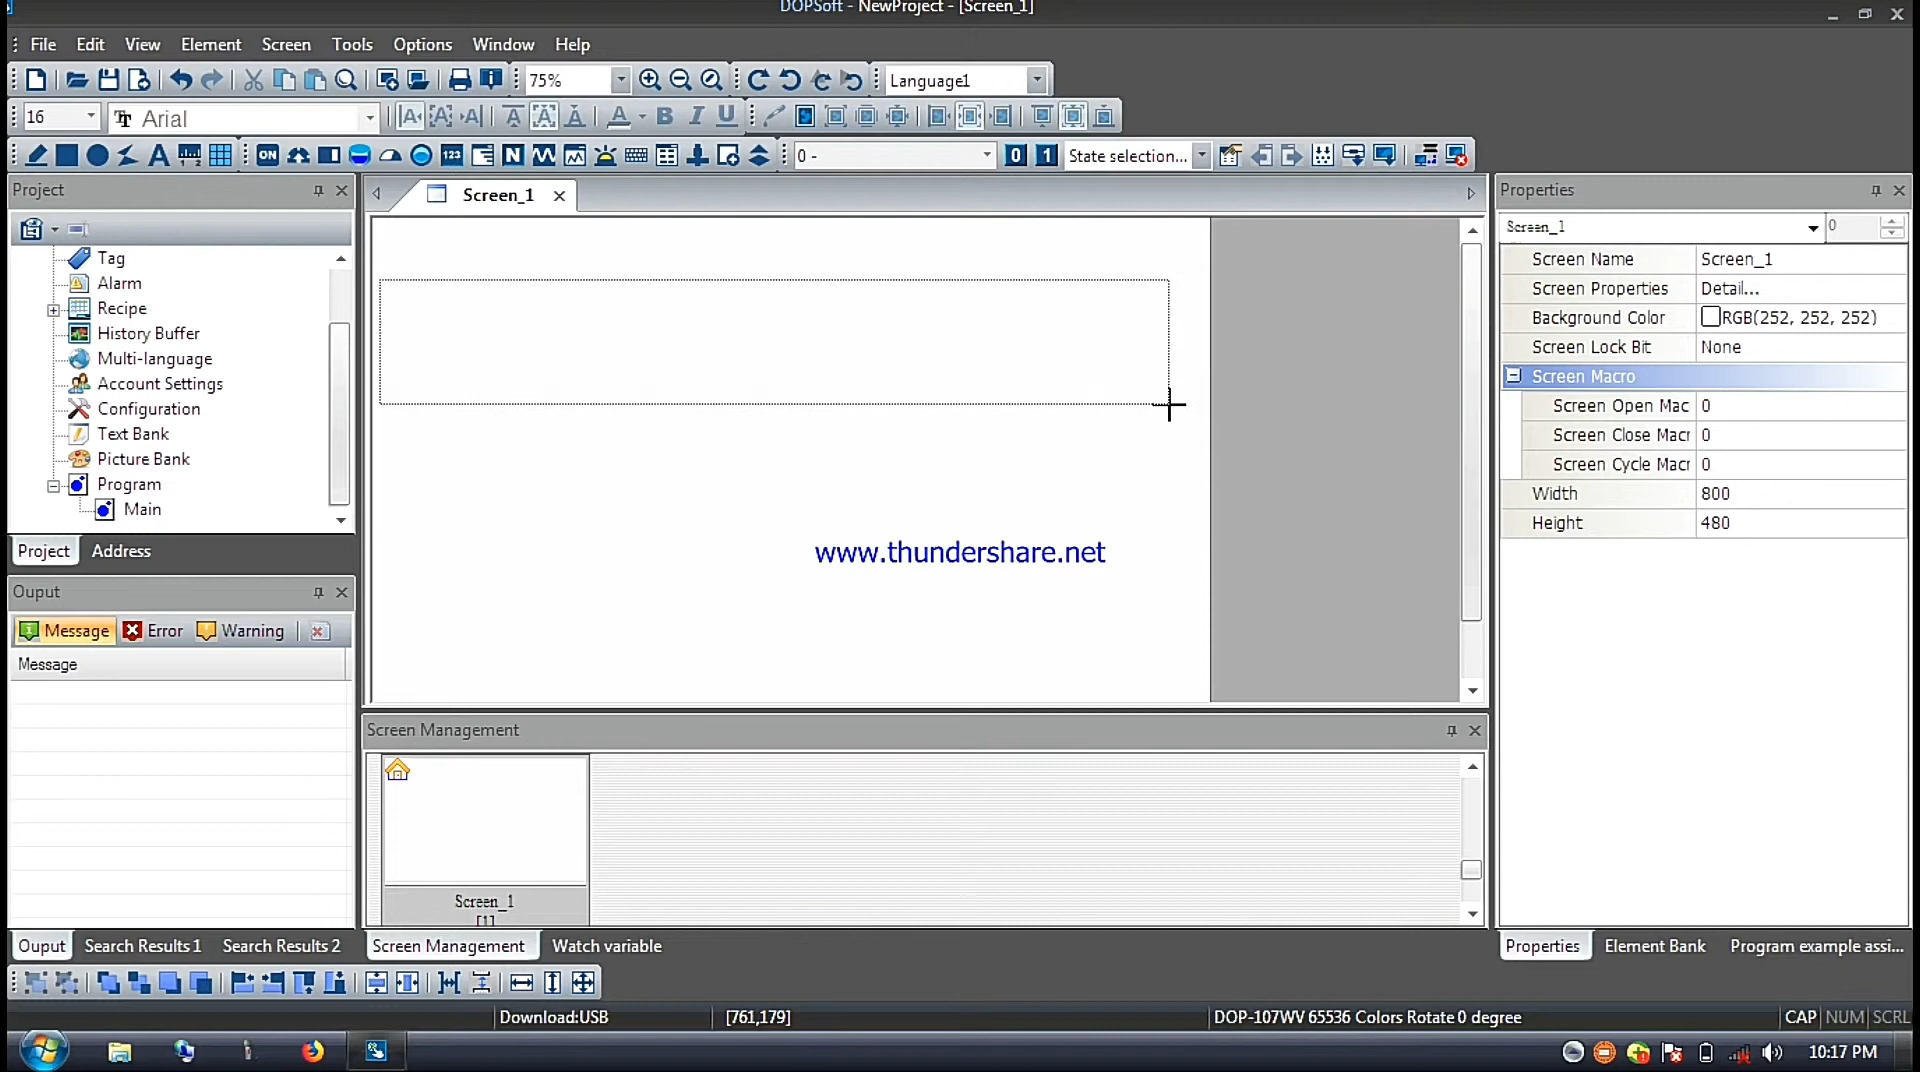 DOPSoft - NewProject - [Screen_1]
File Edit View Element Screen Tools Options Window Help
75% Language1
16 Arial
ON 123 N 0 - 0 1 State selection...
Project
Screen_1
Tag
Alarm
Recipe
History Buffer
Multi-language
Account Settings
Configuration
Text Bank
Picture Bank
Program
Main
Project Address
www.thundershare.net
Ouput
Message Error Warning
Message
Screen Management
Screen_1
[1]
Properties
Screen_1 0
Screen Name Screen_1
Screen Properties Detail...
Background Color RGB(252, 252, 252)
Screen Lock Bit None
Screen Macro
Screen Open Mac 0
Screen Close Macr 0
Screen Cycle Macr 0
Width 800
Height 480
Ouput Search Results 1 Search Results 2 Screen Management Watch variable Properties Element Bank Program example assi...
Download:USB [761,179] DOP-107WV 65536 Colors Rotate 0 degree CAP NUM SCRL
10:17 PM